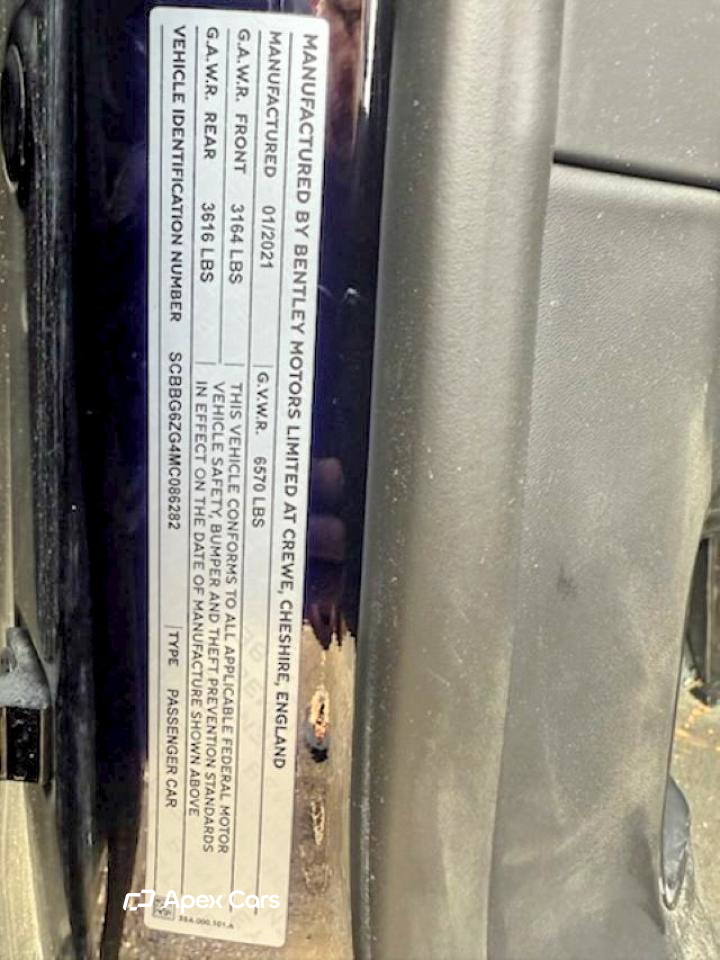 MANUFACTURED BY BENTLEY MOTORS LIMITED AT CREWE, CHESHIRE, ENGLAND
MANUFACTURED 01/2021 G.V.W.R. 6570 LBS
G.A.W.R. FRONT 3164 LBS
G.A.W.R. REAR 3616 LBS
THIS VEHICLE CONFORMS TO ALL APPLICABLE FEDERAL MOTOR
VEHICLE SAFETY, BUMPER AND THEFT PREVENTION STANDARDS
IN EFFECT ON THE DATE OF MANUFACTURE SHOWN ABOVE
VEHICLE IDENTIFICATION NUMBER SCBBG6ZG4MC086282 TYPE PASSENGER CAR
Apex Cars